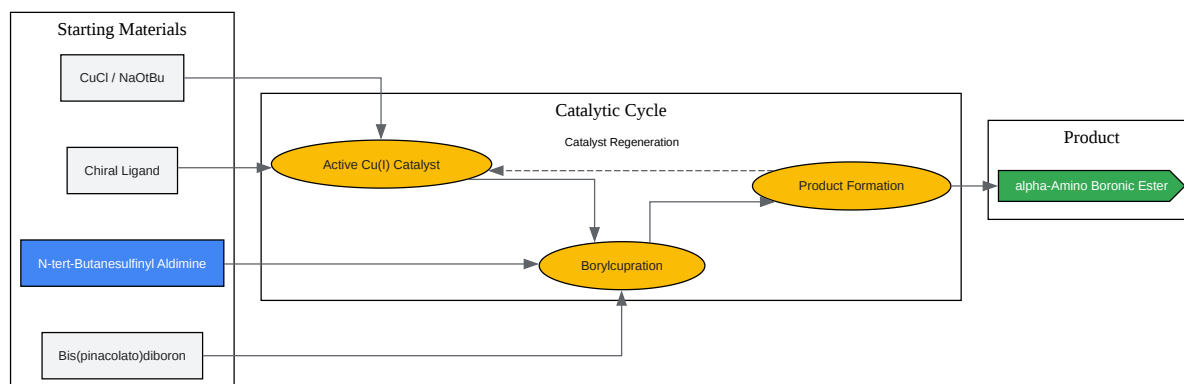 Starting Materials
CuCl / NaOtBu
Chiral Ligand
N-tert-Butanesulfinyl Aldimine
Bis(pinacolato)diboron
Catalytic Cycle
Catalyst Regeneration
Active Cu(I) Catalyst
Product Formation
Borylcupration
Product
alpha-Amino Boronic Ester